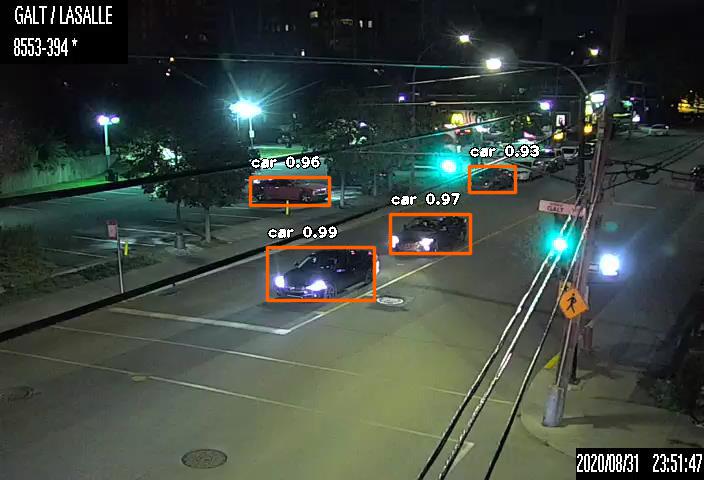 GALT / LASALLE
8553-394 *
car 0.96
car 0.93
car 0.97
car 0.99
GALT
2020/08/31 23:51:47